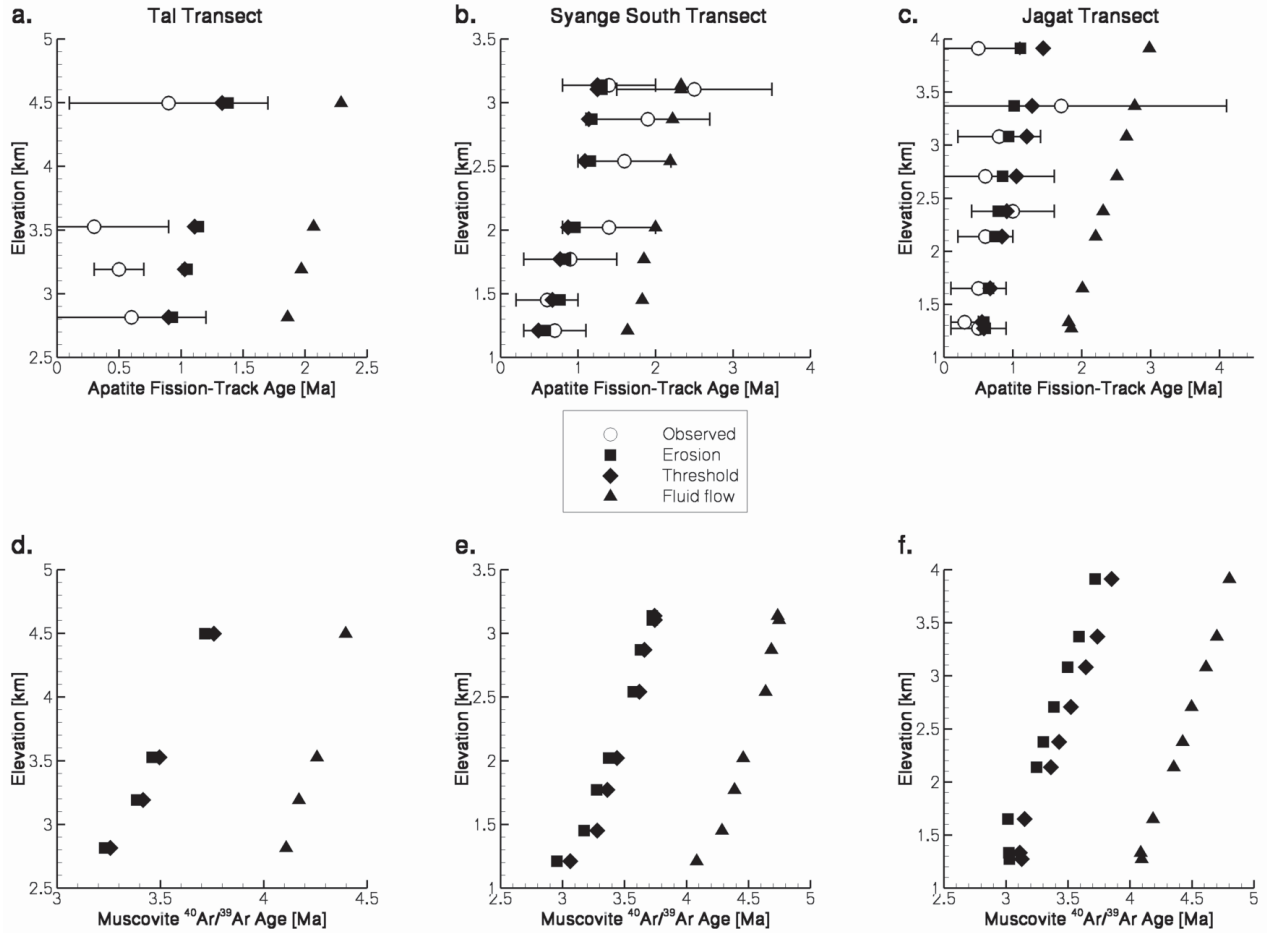 a. Tal Transect
5
4.5
4
3.5
3
2.5
Elevation [km]
0 0.5 1 1.5 2 2.5
Apatite Fission-Track Age [Ma]
b. Syange South Transect
3.5
3
2.5
2
1.5
1
Elevation [km]
0 1 2 3 4
Apatite Fission-Track Age [Ma]
c. Jagat Transect
4
3.5
3
2.5
2
1.5
1
Elevation [km]
0 1 2 3 4
Apatite Fission-Track Age [Ma]
Observed
Erosion
Threshold
Fluid flow
d.
5
4.5
4
3.5
3
2.5
Elevation [km]
3 3.5 4 4.5
Muscovite ⁴⁰Ar/³⁹Ar Age [Ma]
e.
3.5
3
2.5
2
1.5
1
Elevation [km]
2.5 3 3.5 4 4.5 5
Muscovite ⁴⁰Ar/³⁹Ar Age [Ma]
f.
4
3.5
3
2.5
2
1.5
1
Elevation [km]
2.5 3 3.5 4 4.5 5
Muscovite ⁴⁰Ar/³⁹Ar Age [Ma]